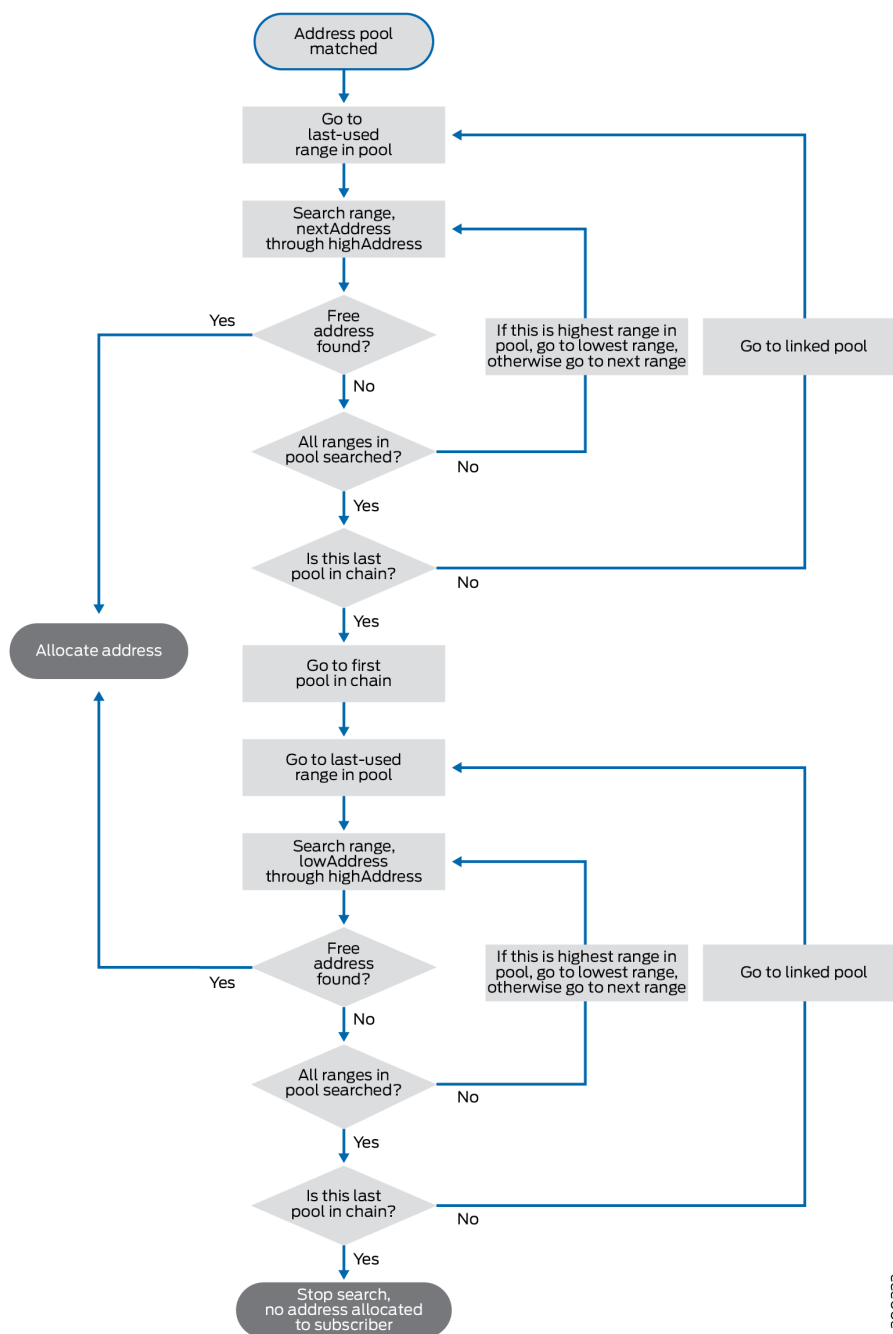 Address pool
matched
Go to
last-used
range in pool
Search range,
nextAddress
through highAddress
Yes
Free
address
found?
If this is highest range in
pool, go to lowest range,
otherwise go to next range
Go to linked pool
No
All ranges in
pool searched?
No
Yes
Is this last
pool in chain?
No
Yes
Allocate address
Go to first
pool in chain
Go to last-used
range in pool
Search range,
lowAddress
through highAddress
Free
address
found?
Yes
If this is highest range in
pool, go to lowest range,
otherwise go to next range
Go to linked pool
No
All ranges in
pool searched?
No
Yes
Is this last
pool in chain?
No
Yes
Stop search,
no address allocated
to subscriber